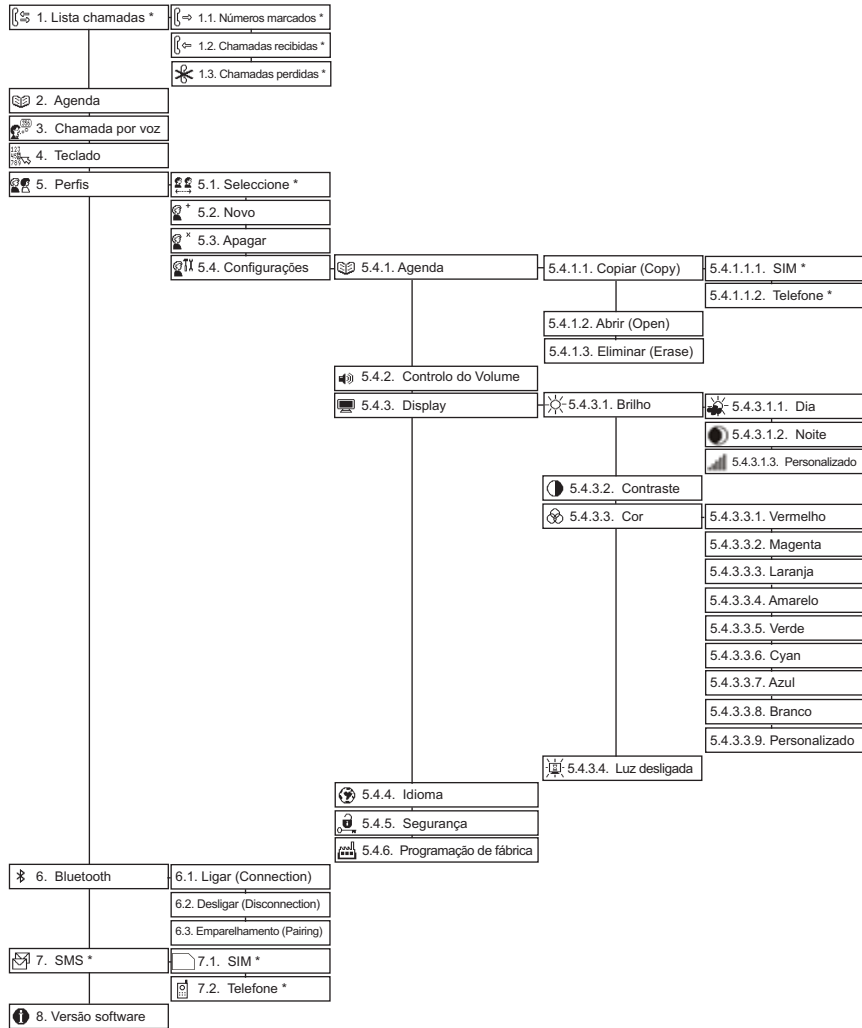 1. Lista chamadas *
1.1. Números marcados *
1.2. Chamadas recibidas *
1.3. Chamadas perdidas *
2. Agenda
3. Chamada por voz
4. Teclado
5. Perfis
5.1. Seleccione *
5.2. Novo
5.3. Apagar
5.4. Configurações
5.4.1. Agenda
5.4.1.1. Copiar (Copy)
5.4.1.1.1. SIM *
5.4.1.1.2. Telefone *
5.4.1.2. Abrir (Open)
5.4.1.3. Eliminar (Erase)
5.4.2. Controlo do Volume
5.4.3. Display
5.4.3.1. Brilho
5.4.3.1.1. Dia
5.4.3.1.2. Noite
5.4.3.1.3. Personalizado
5.4.3.2. Contraste
5.4.3.3. Cor
5.4.3.3.1. Vermelho
5.4.3.3.2. Magenta
5.4.3.3.3. Laranja
5.4.3.3.4. Amarelo
5.4.3.3.5. Verde
5.4.3.3.6. Cyan
5.4.3.3.7. Azul
5.4.3.3.8. Branco
5.4.3.3.9. Personalizado
5.4.3.4. Luz desligada
5.4.4. Idioma
5.4.5. Segurança
5.4.6. Programação de fábrica
6. Bluetooth
6.1. Ligar (Connection)
6.2. Desligar (Disconnection)
6.3. Emparelhamento (Pairing)
7. SMS *
7.1. SIM *
7.2. Telefone *
8. Versão software